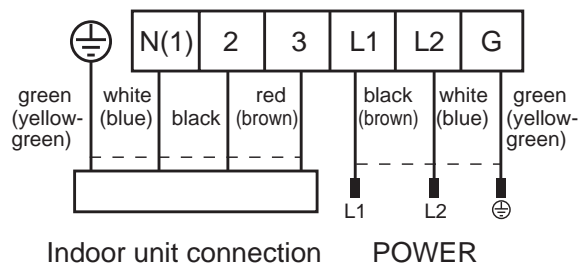 N(1) 2 3 L1 L2 G
green
(yellow-
green)
white
(blue)
black
red
(brown)
black
(brown)
white
(blue)
green
(yellow-
green)
L1 L2
Indoor unit connection POWER